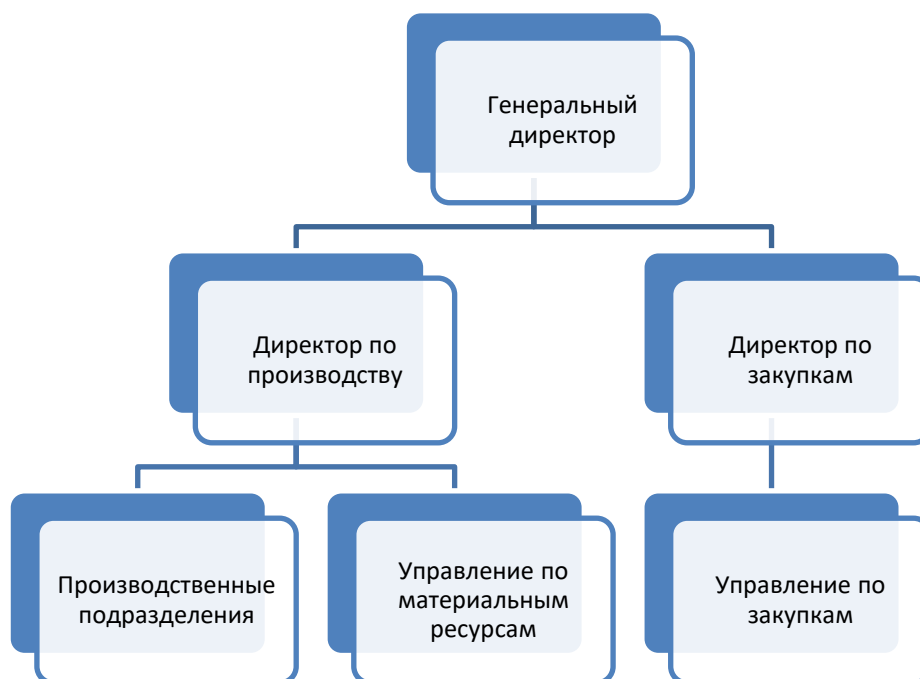 Генеральный
директор
Директор по
производству
Директор по
закупкам
Производственные
подразделения
Управление по
материальным
ресурсам
Управление по
закупкам